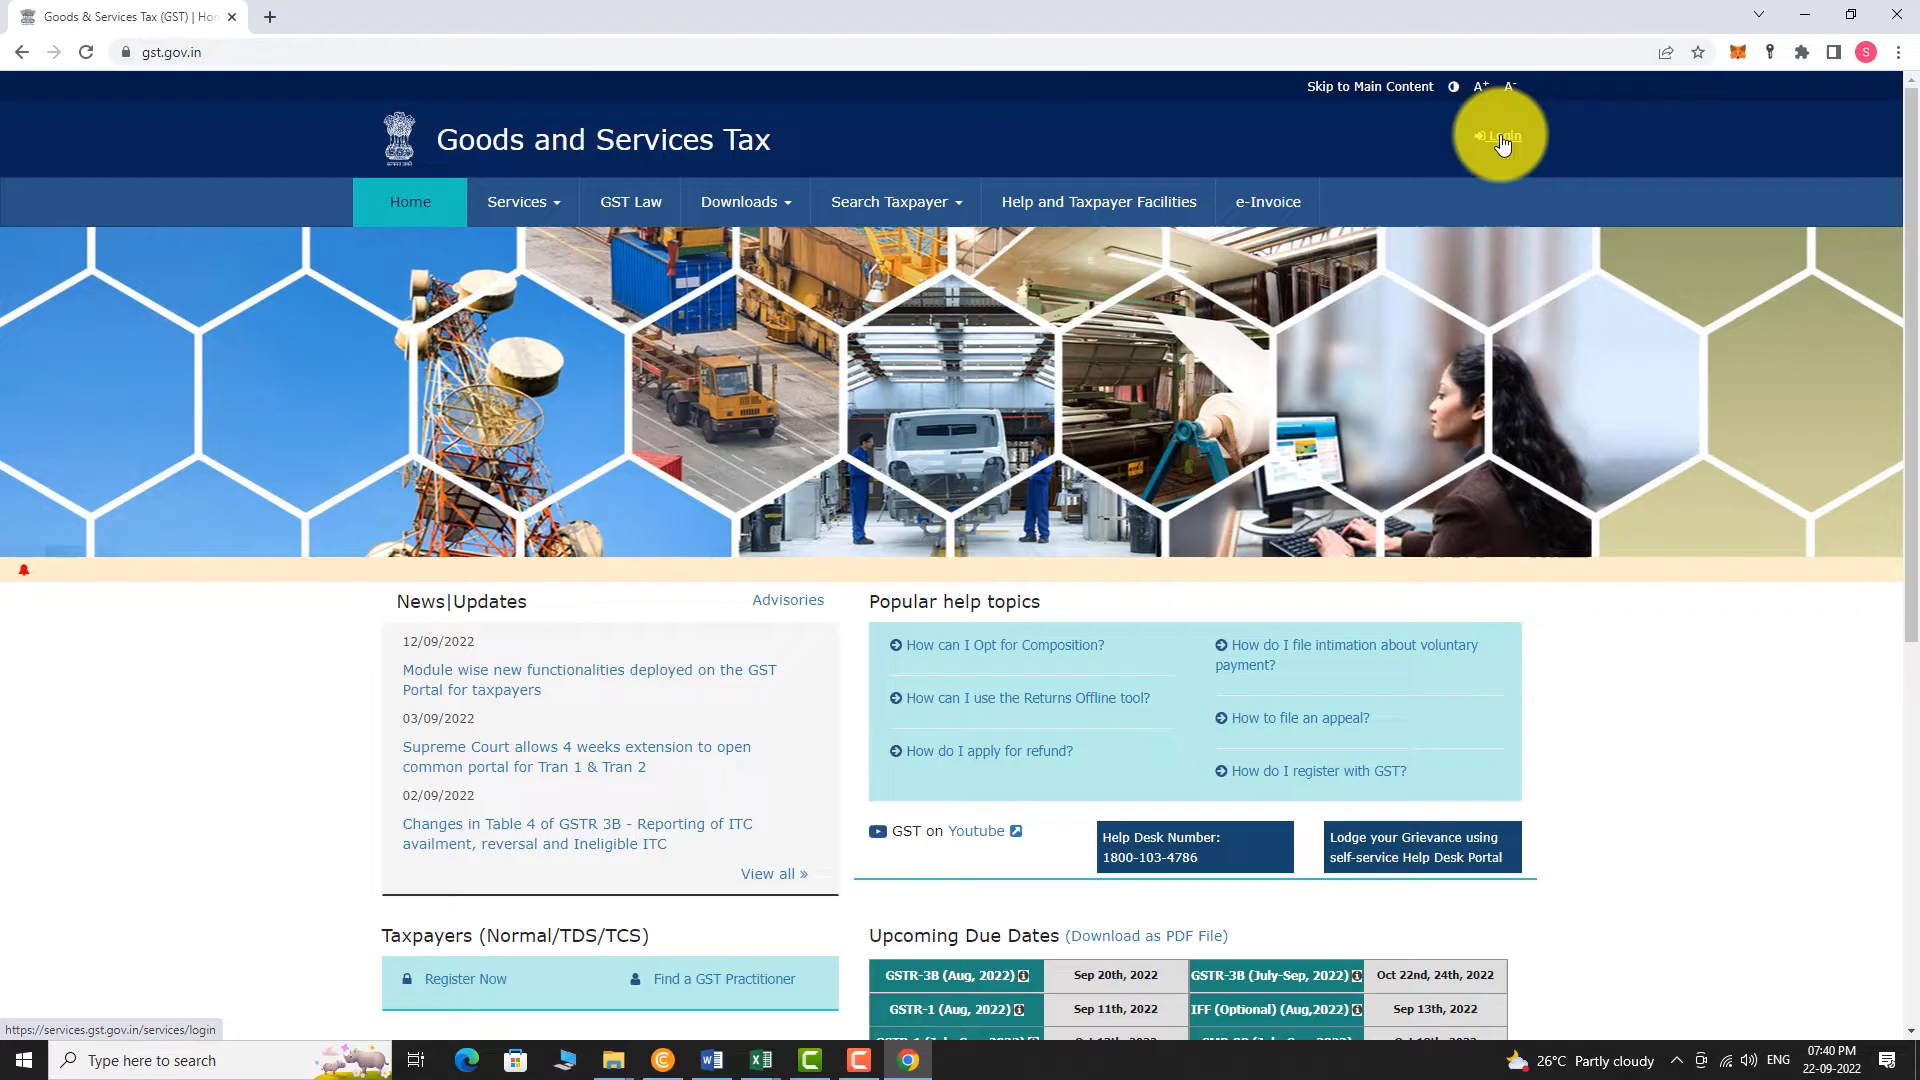 Goods & Services Tax (GST) | Hon
gst.gov.in
S
Skip to Main Content A+ A-
Goods and Services Tax
Login
Home Services GST Law Downloads Search Taxpayer Help and Taxpayer Facilities e-Invoice
News|Updates Advisories
12/09/2022
Module wise new functionalities deployed on the GST
Portal for taxpayers
03/09/2022
Supreme Court allows 4 weeks extension to open
common portal for Tran 1 & Tran 2
02/09/2022
Changes in Table 4 of GSTR 3B - Reporting of ITC
availment, reversal and Ineligible ITC
View all »
Popular help topics
How can I Opt for Composition?
How can I use the Returns Offline tool?
How do I apply for refund?
How do I file intimation about voluntary
payment?
How to file an appeal?
How do I register with GST?
GST on Youtube
Help Desk Number:
1800-103-4786
Lodge your Grievance using
self-service Help Desk Portal
Taxpayers (Normal/TDS/TCS)
Register Now Find a GST Practitioner
Upcoming Due Dates (Download as PDF File)
GSTR-3B (Aug, 2022) Sep 20th, 2022 GSTR-3B (July-Sep, 2022) Oct 22nd, 24th, 2022
GSTR-1 (Aug, 2022) Sep 11th, 2022 IFF (Optional) (Aug,2022) Sep 13th, 2022
https://services.gst.gov.in/services/login
Type here to search
26°C Partly cloudy
ENG
07:40 PM
22-09-2022